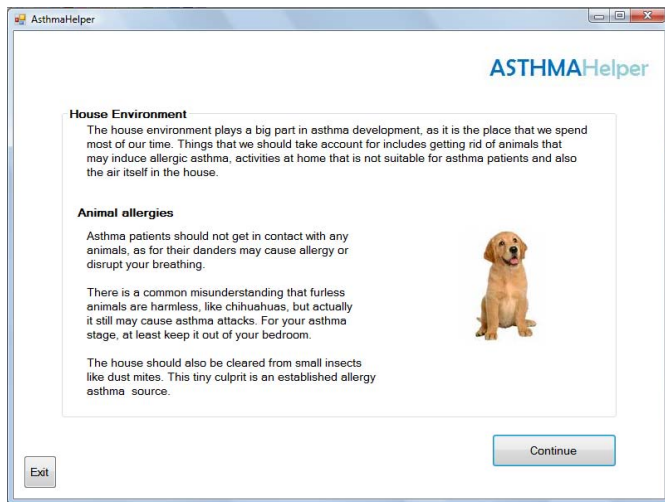 AsthmaHelper
ASTHMAHelper
House Environment
The house environment plays a big part in asthma development, as it is the place that we spend
most of our time. Things that we should take account for includes getting rid of animals that
may induce allergic asthma, activities at home that is not suitable for asthma patients and also
the air itself in the house.
Animal allergies
Asthma patients should not get in contact with any
animals, as for their danders may cause allergy or
disrupt your breathing.
There is a common misunderstanding that furless
animals are harmless, like chihuahuas, but actually
it still may cause asthma attacks. For your asthma
stage, at least keep it out of your bedroom.
The house should also be cleared from small insects
like dust mites. This tiny culprit is an established allergy
asthma source.
Continue
Exit